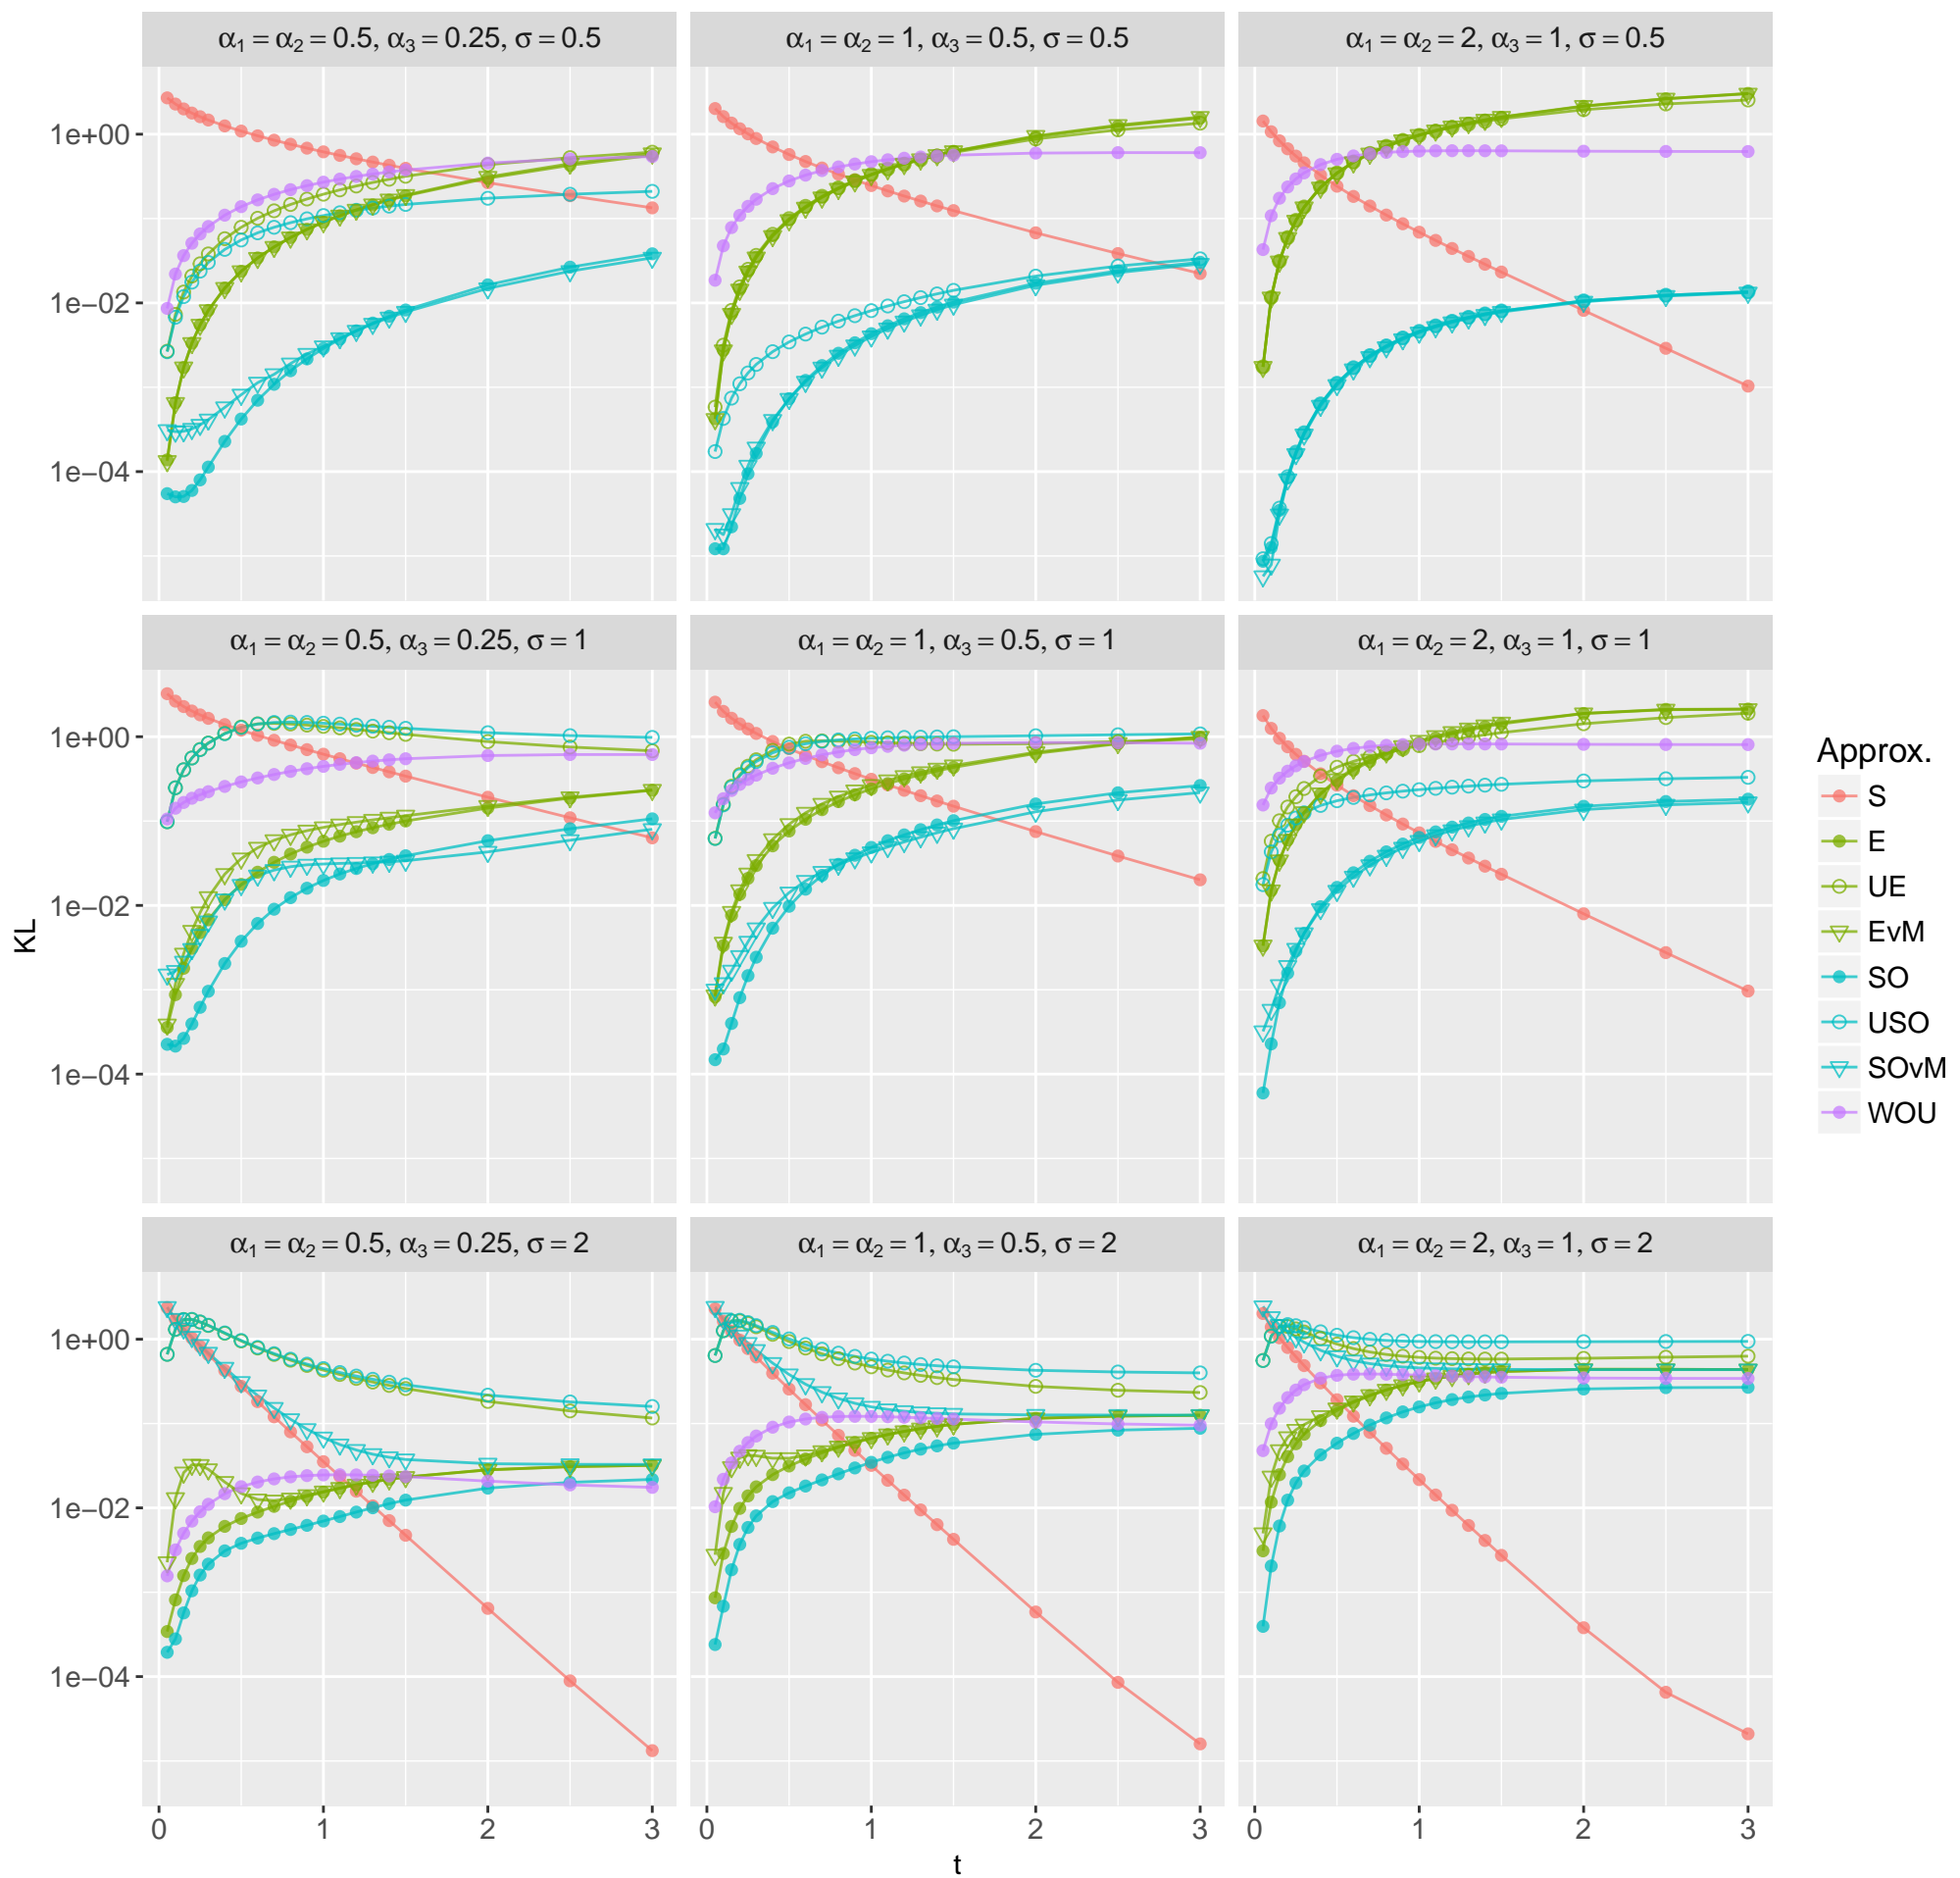 α₁ = α₂ = 0.5, α₃ = 0.25, σ = 0.5
α₁ = α₂ = 1, α₃ = 0.5, σ = 0.5
α₁ = α₂ = 2, α₃ = 1, σ = 0.5
1e+00
1e−02
1e−04
α₁ = α₂ = 0.5, α₃ = 0.25, σ = 1
α₁ = α₂ = 1, α₃ = 0.5, σ = 1
α₁ = α₂ = 2, α₃ = 1, σ = 1
1e+00
1e−02
1e−04
KL
α₁ = α₂ = 0.5, α₃ = 0.25, σ = 2
α₁ = α₂ = 1, α₃ = 0.5, σ = 2
α₁ = α₂ = 2, α₃ = 1, σ = 2
1e+00
1e−02
1e−04
0 1 2 3
0 1 2 3
0 1 2 3
t
Approx.
S
E
UE
EvM
SO
USO
SOvM
WOU